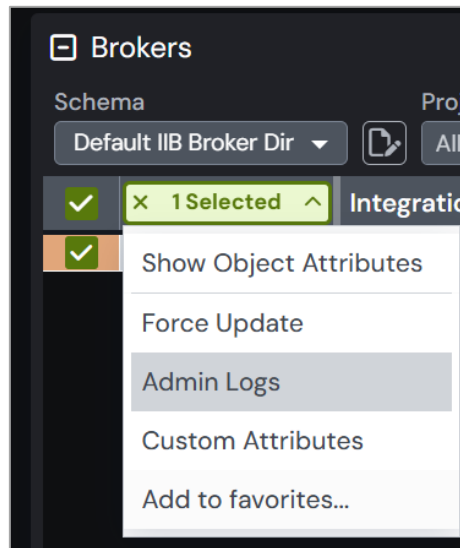 Brokers
Schema
Default IIB Broker Dir
1 Selected
Show Object Attributes
Force Update
Admin Logs
Custom Attributes
Add to favorites...